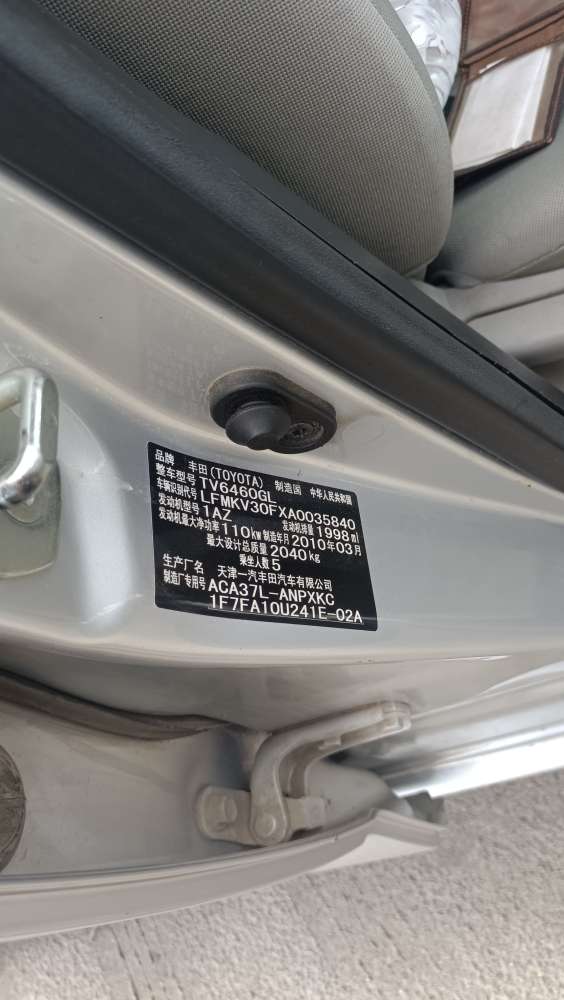 品牌 丰田(TOYOTA) 制造国 中华人民共和国
整车型号 TV6460GL
车辆识别代号 LFMKV30FXA0035840
发动机型号 1AZ 发动机排量 1998 ml
发动机最大净功率 110kw 制造年月 2010年03月
最大设计总质量 2040kg
乘坐人数 5
生产厂名 天津一汽丰田汽车有限公司
制造厂专用号 ACA37L-ANPXKC
1F7FA10U241E-02A